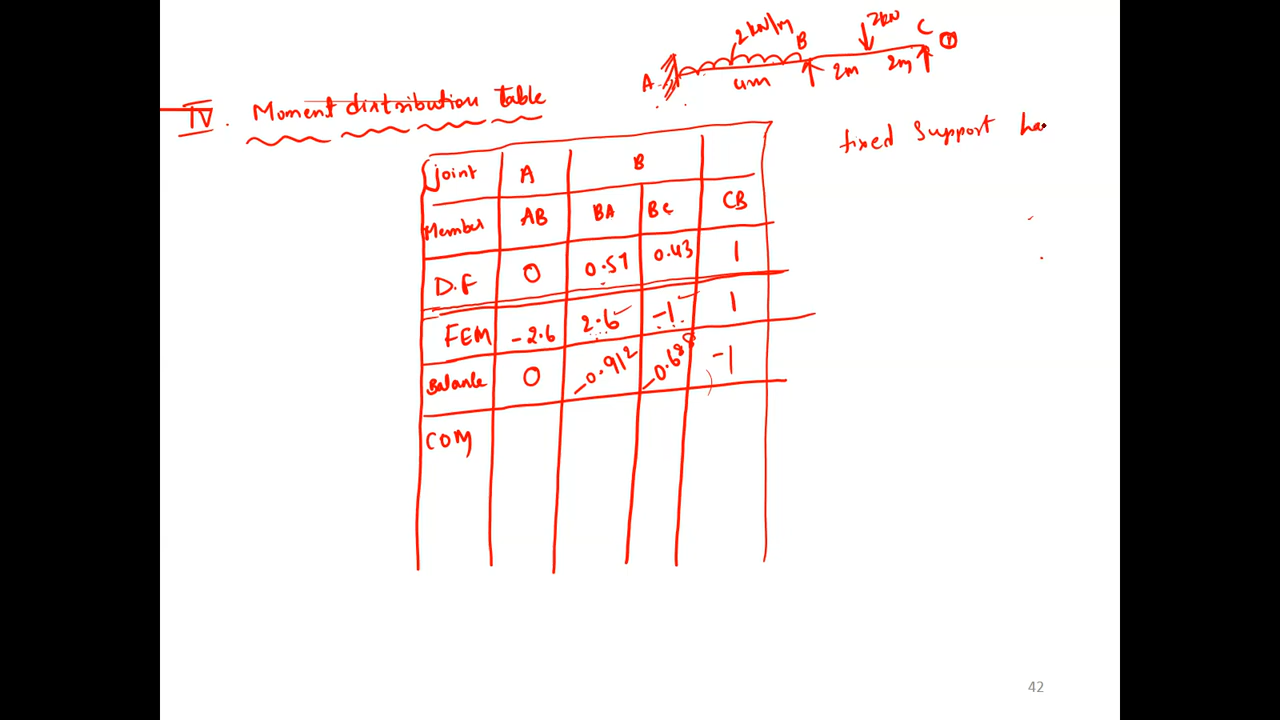 2kN/m B 2kN C 1
A 4m 2m 2m
IV. Moment distribution table
fixed Support ha
Joint A B
Member AB BA BC CB
D.F 0 0.57 0.43 1
FEM -2.6 2.6 -1 1
Balance 0 -0.912 -0.688 -1
COM
42